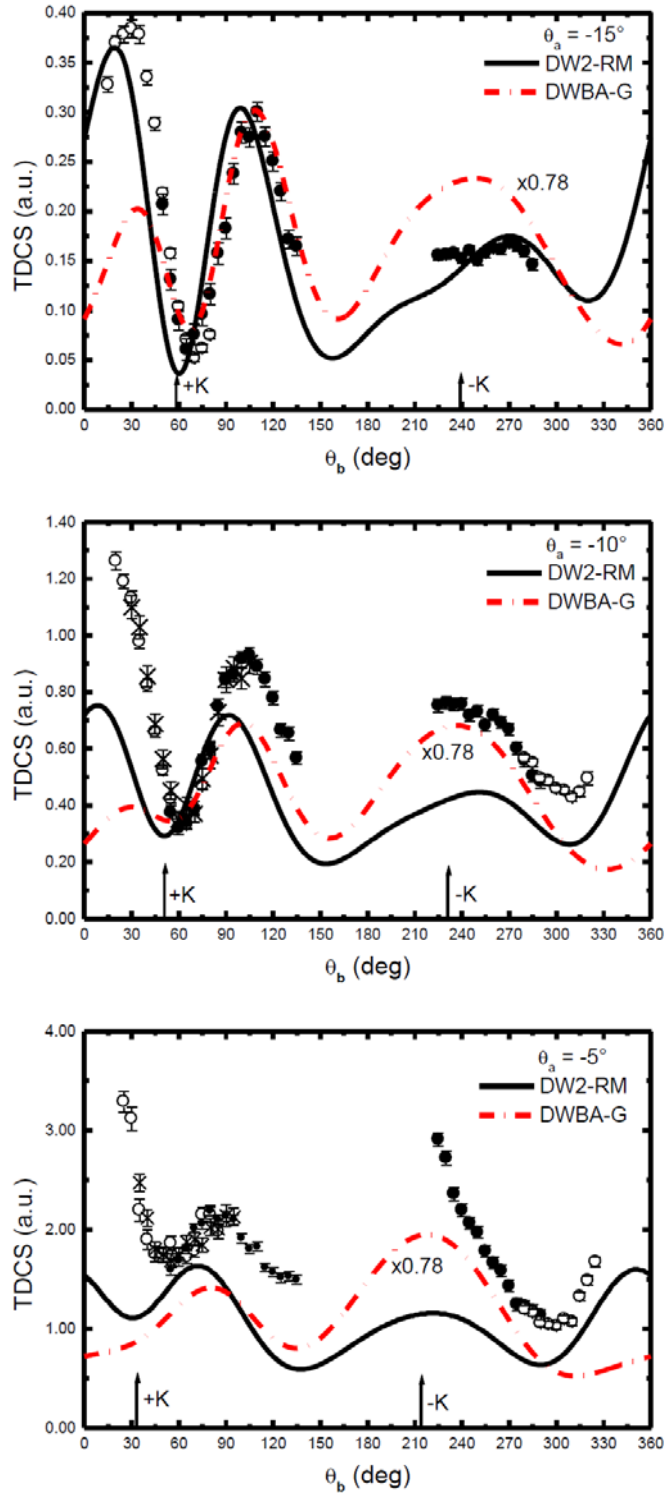 0.40
0.35
0.30
0.25
0.20
0.15
0.10
0.05
0.00
TDCS (a.u.)
θa = -15°
DW2-RM
DWBA-G
x0.78
+K
-K
0 30 60 90 120 150 180 210 240 270 300 330 360
θb (deg)
1.40
1.20
1.00
0.80
0.60
0.40
0.20
0.00
TDCS (a.u.)
θa = -10°
DW2-RM
DWBA-G
x0.78
+K
-K
0 30 60 90 120 150 180 210 240 270 300 330 360
θb (deg)
4.00
3.00
2.00
1.00
0.00
TDCS (a.u.)
θa = -5°
DW2-RM
DWBA-G
x0.78
+K
-K
0 30 60 90 120 150 180 210 240 270 300 330 360
θb (deg)